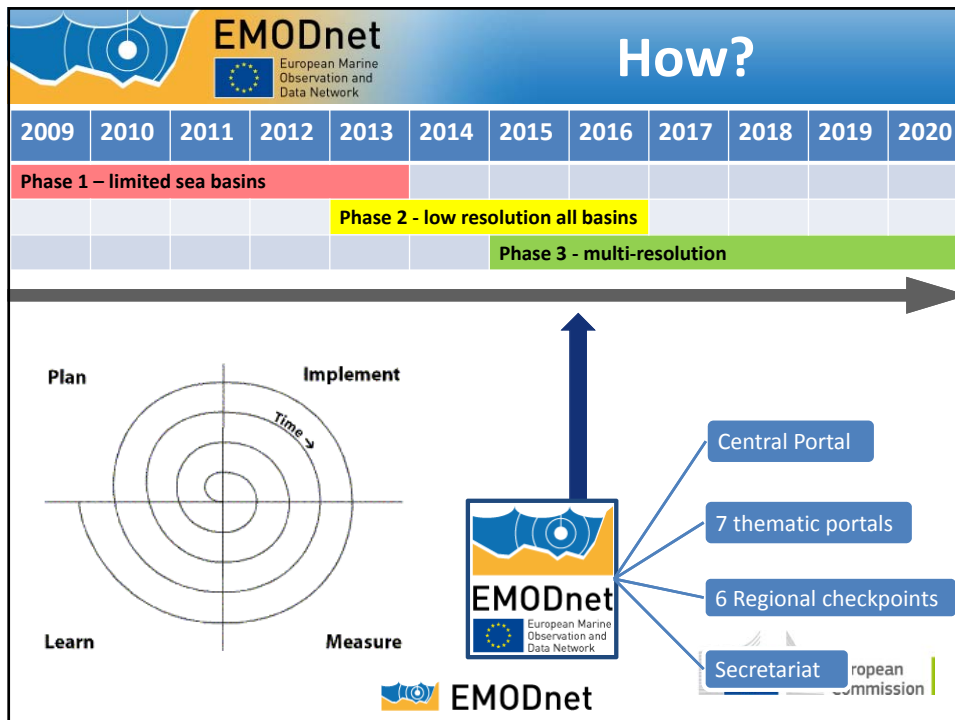 EMODnet
European Marine
Observation and
Data Network
How?
2009 2010 2011 2012 2013 2014 2015 2016 2017 2018 2019 2020
Phase 1 – limited sea basins
Phase 2 - low resolution all basins
Phase 3 - multi-resolution
Plan
Implement
Time →
Learn
Measure
EMODnet
European Marine
Observation and
Data Network
Central Portal
7 thematic portals
6 Regional checkpoints
Secretariat
ropean
ommission
EMODnet